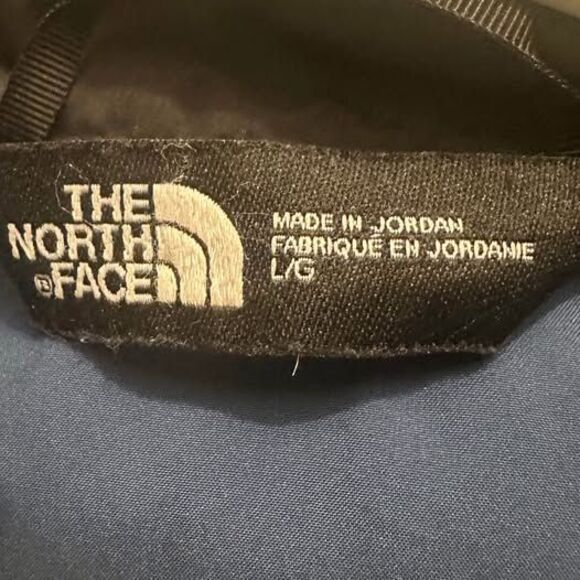 THE
NORTH
®FACE
MADE IN JORDAN
FABRIQUE EN JORDANIE
L/G